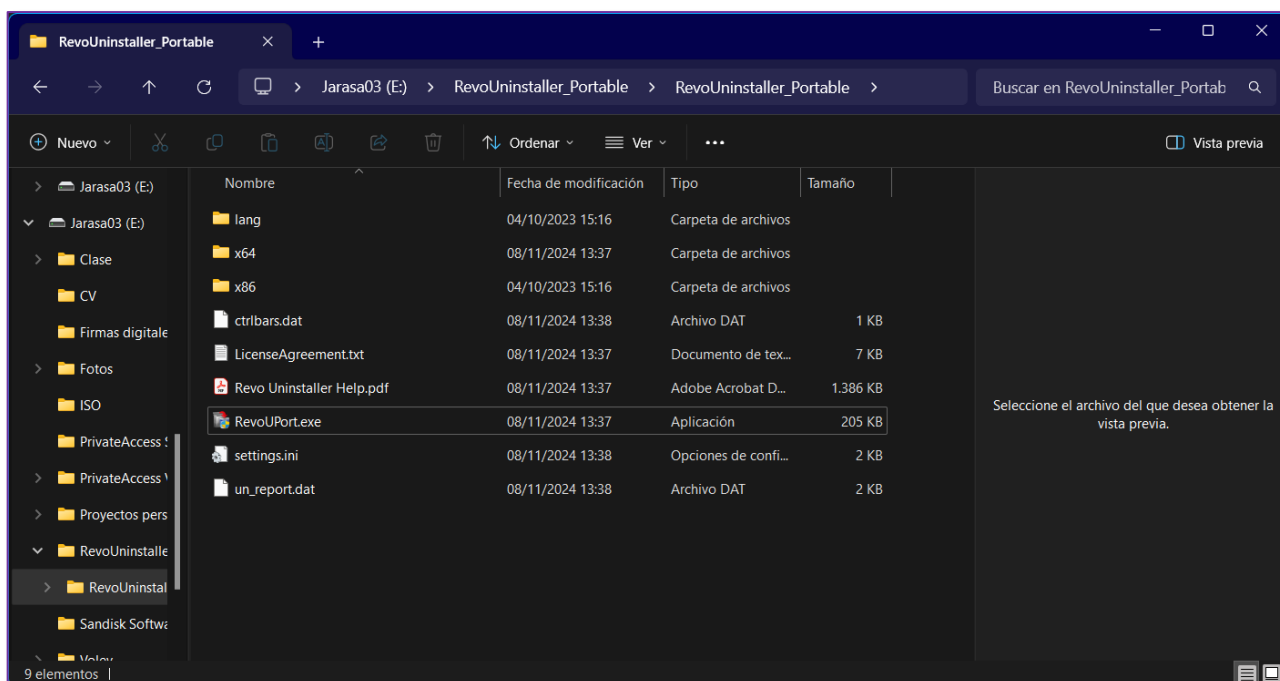 RevoUninstaller_Portable
Jarasa03 (E:) > RevoUninstaller_Portable > RevoUninstaller_Portable >
Buscar en RevoUninstaller_Portab
Nuevo
Ordenar
Ver
Vista previa
Jarasa03 (E:)
Jarasa03 (E:)
Clase
CV
Firmas digitale
Fotos
ISO
PrivateAccess
PrivateAccess
Proyectos pers
RevoUninstalle
RevoUninstal
Sandisk Softwa
Voley
Nombre Fecha de modificación Tipo Tamaño
lang 04/10/2023 15:16 Carpeta de archivos
x64 08/11/2024 13:37 Carpeta de archivos
x86 04/10/2023 15:16 Carpeta de archivos
ctrlbars.dat 08/11/2024 13:38 Archivo DAT 1 KB
LicenseAgreement.txt 08/11/2024 13:37 Documento de tex... 7 KB
Revo Uninstaller Help.pdf 08/11/2024 13:37 Adobe Acrobat D... 1.386 KB
RevoUPort.exe 08/11/2024 13:37 Aplicación 205 KB
settings.ini 08/11/2024 13:38 Opciones de confi... 2 KB
un_report.dat 08/11/2024 13:38 Archivo DAT 2 KB
Seleccione el archivo del que desea obtener la
vista previa.
9 elementos